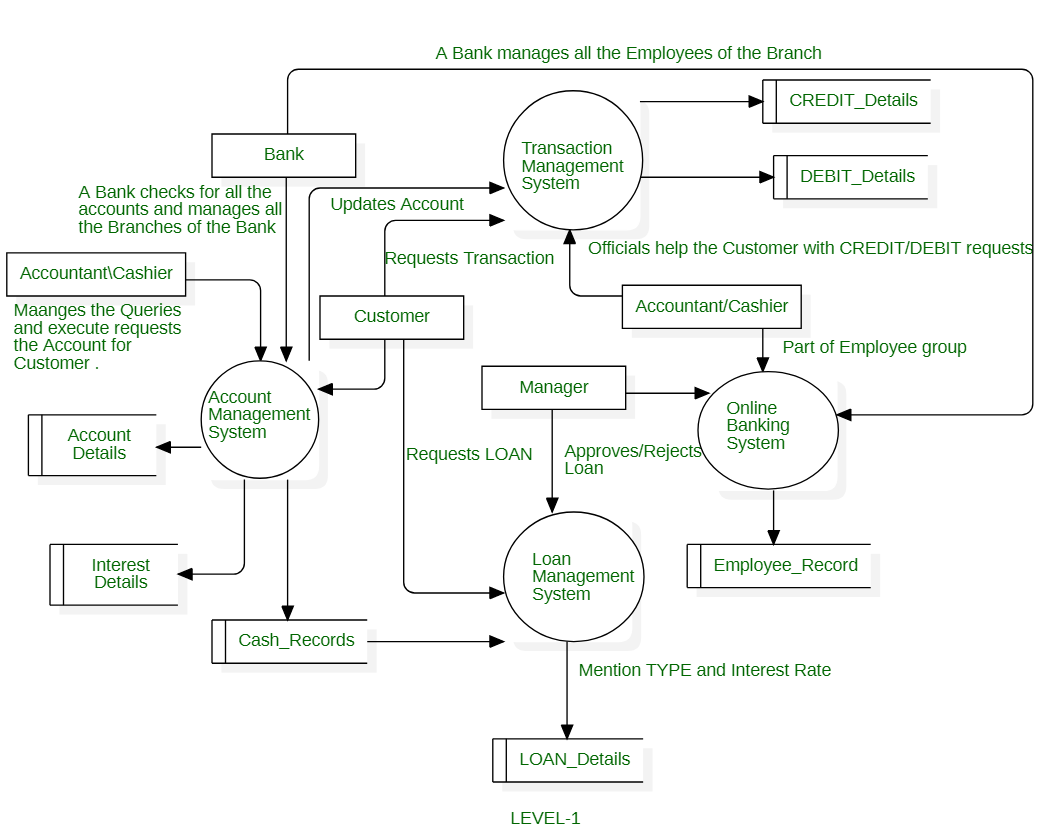 A Bank manages all the Employees of the Branch
CREDIT_Details
Bank
Transaction
Management
System
DEBIT_Details
A Bank checks for all the
accounts and manages all
the Branches of the Bank
Updates Account
Requests Transaction
Officials help the Customer with CREDIT/DEBIT requests
Accountant\Cashier
Maanges the Queries
and execute requests
the Account for
Customer .
Customer
Accountant/Cashier
Part of Employee group
Manager
Account
Management
System
Online
Banking
System
Account
Details
Requests LOAN
Approves/Rejects
Loan
Interest
Details
Loan
Management
System
Employee_Record
Cash_Records
Mention TYPE and Interest Rate
LOAN_Details
LEVEL-1